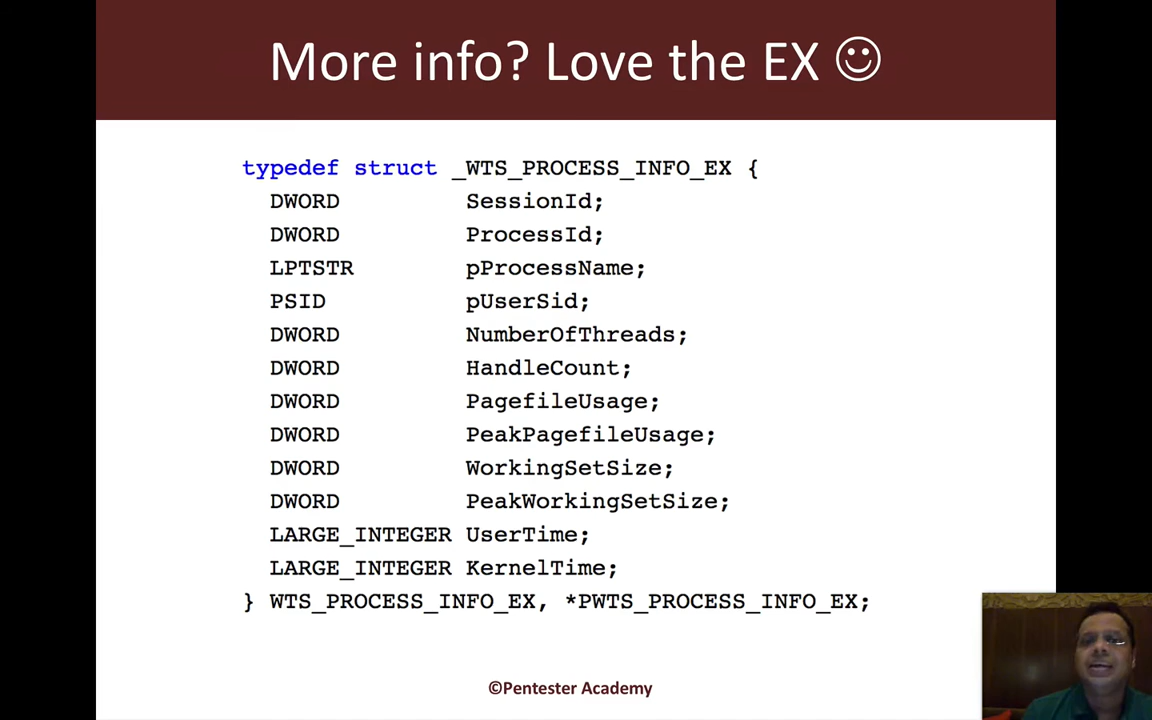 More info? Love the EX ☺
typedef struct _WTS_PROCESS_INFO_EX {
  DWORD         SessionId;
  DWORD         ProcessId;
  LPTSTR        pProcessName;
  PSID          pUserSid;
  DWORD         NumberOfThreads;
  DWORD         HandleCount;
  DWORD         PagefileUsage;
  DWORD         PeakPagefileUsage;
  DWORD         WorkingSetSize;
  DWORD         PeakWorkingSetSize;
  LARGE_INTEGER UserTime;
  LARGE_INTEGER KernelTime;
} WTS_PROCESS_INFO_EX, *PWTS_PROCESS_INFO_EX;
©Pentester Academy